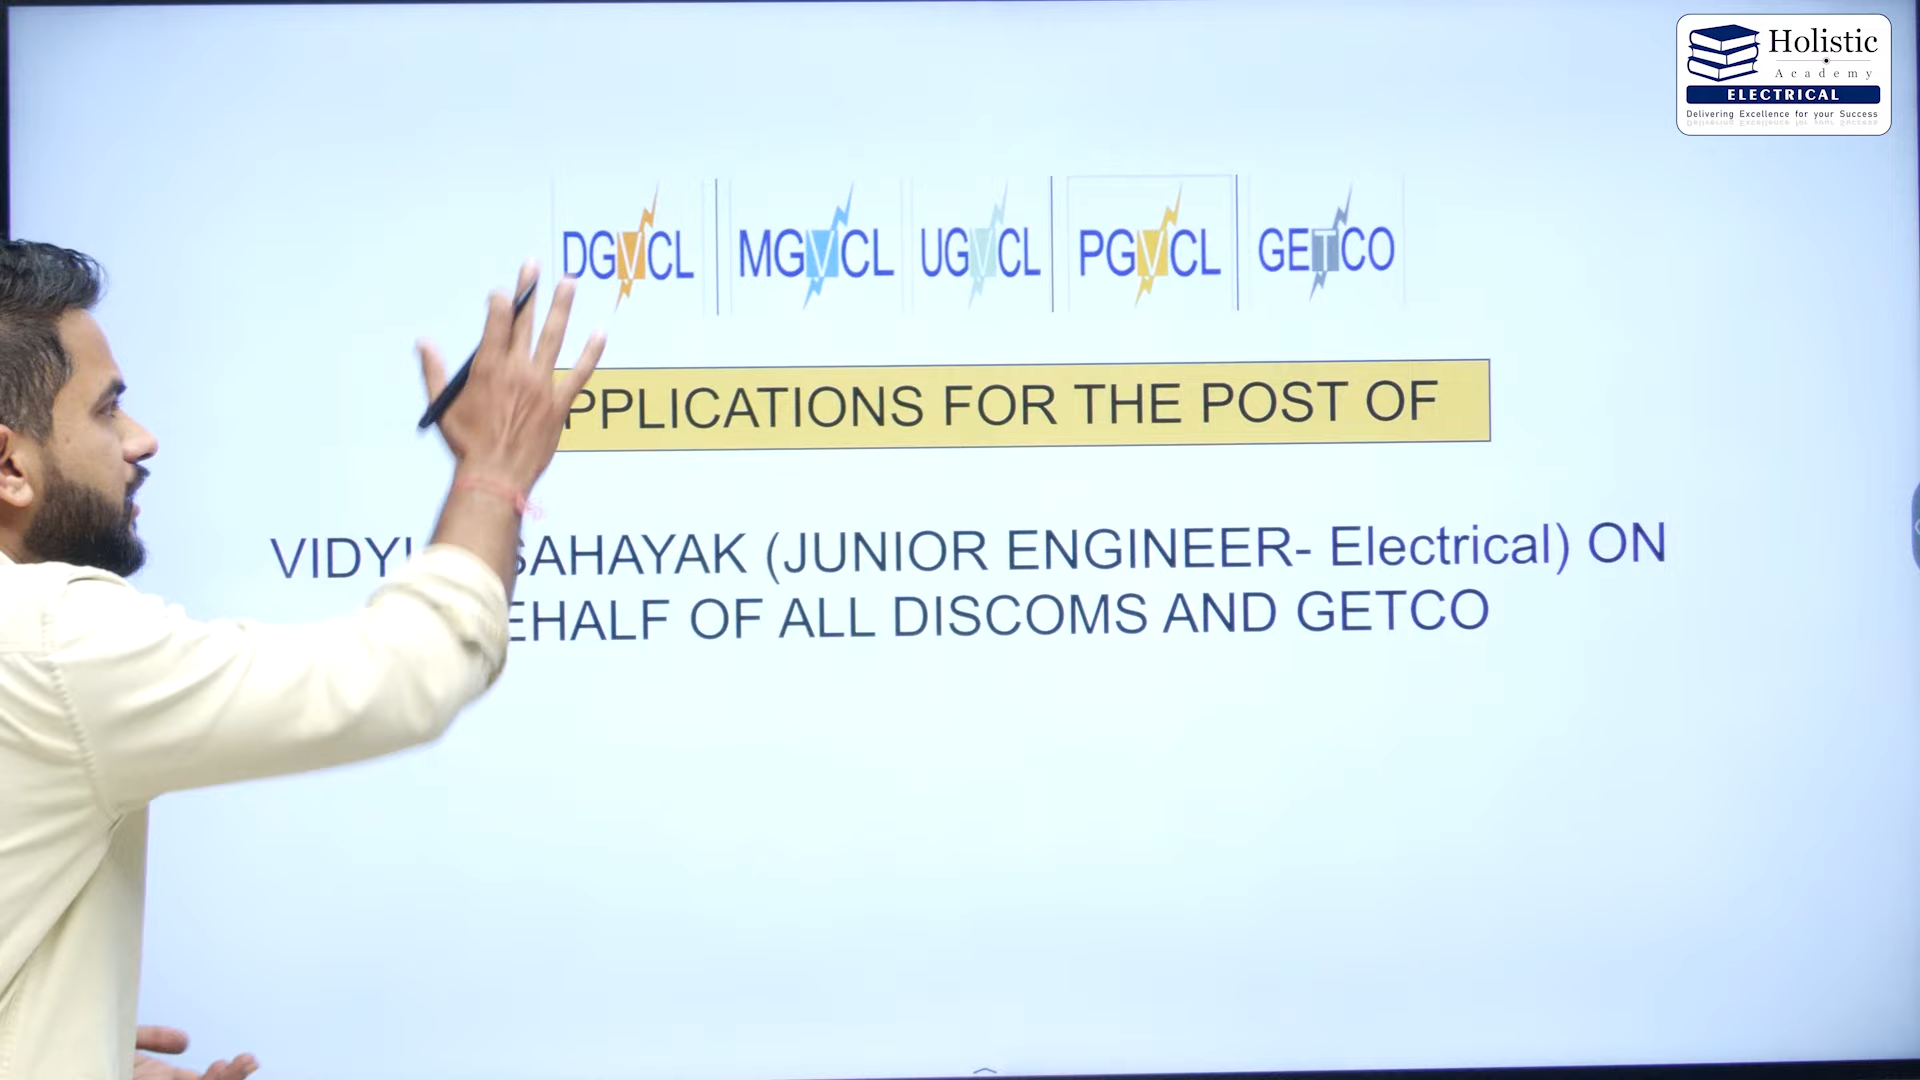 Holistic
Academy
ELECTRICAL
Delivering Excellence for your Success
DGVCL MGVCL UGVCL PGVCL GETCO
PPLICATIONS FOR THE POST OF
SAHAYAK (JUNIOR ENGINEER- Electrical) ON
EHALF OF ALL DISCOMS AND GETCO